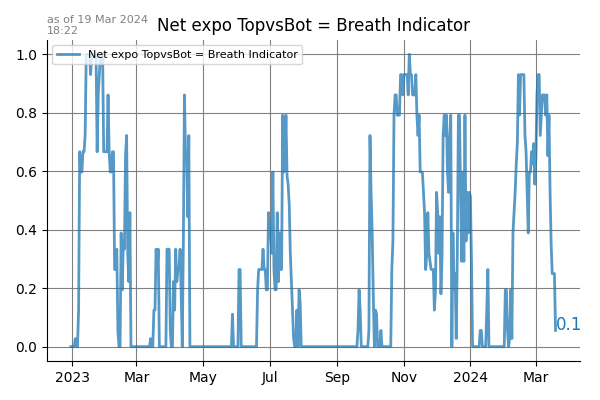 as of 19 Mar 2024
18:22
Net expo TopvsBot = Breath Indicator
Net expo TopvsBot = Breath Indicator
1.0
0.8
0.6
0.4
0.2
0.0
0.1
2023 Mar May Jul Sep Nov 2024 Mar